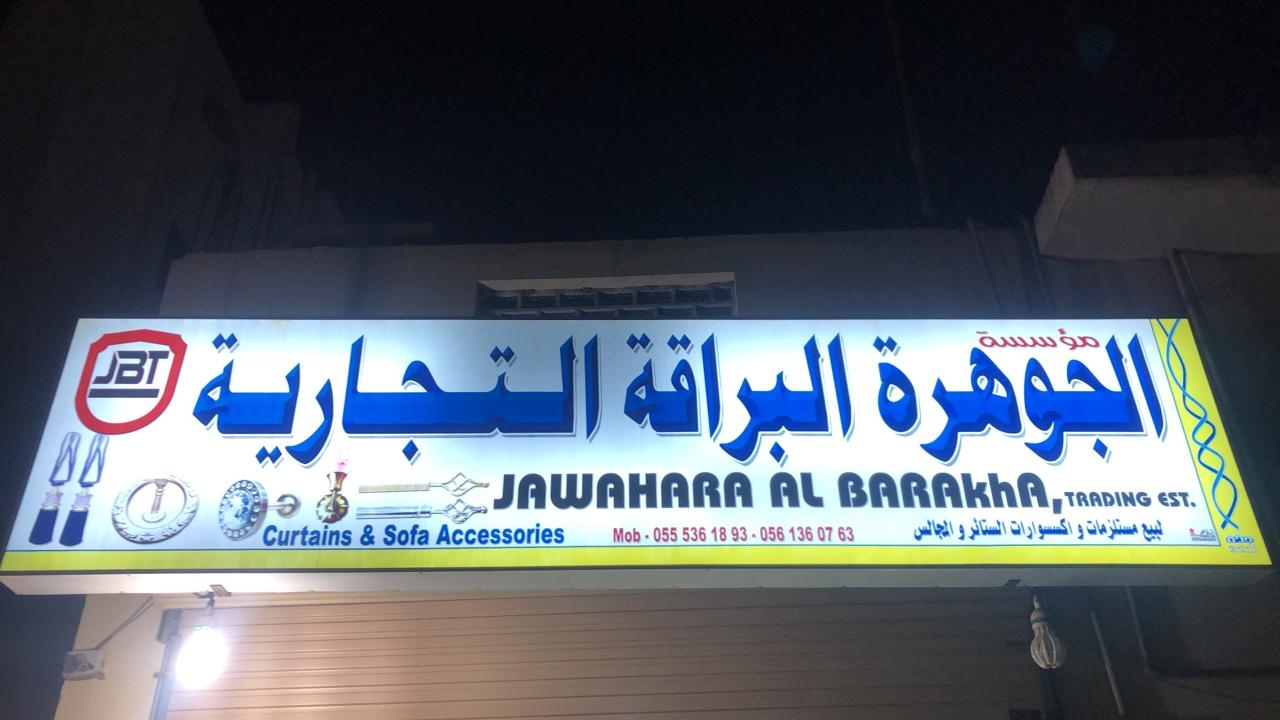 مؤسسة
الجوهرة البراقة التجارية
JBT
JAWAHARA AL BARAkhA, TRADING EST.
Curtains & Sofa Accessories
Mob - 055 536 18 93 - 056 136 07 63
لبيع مستلزمات و اكسسوارات الستائر و المجالس